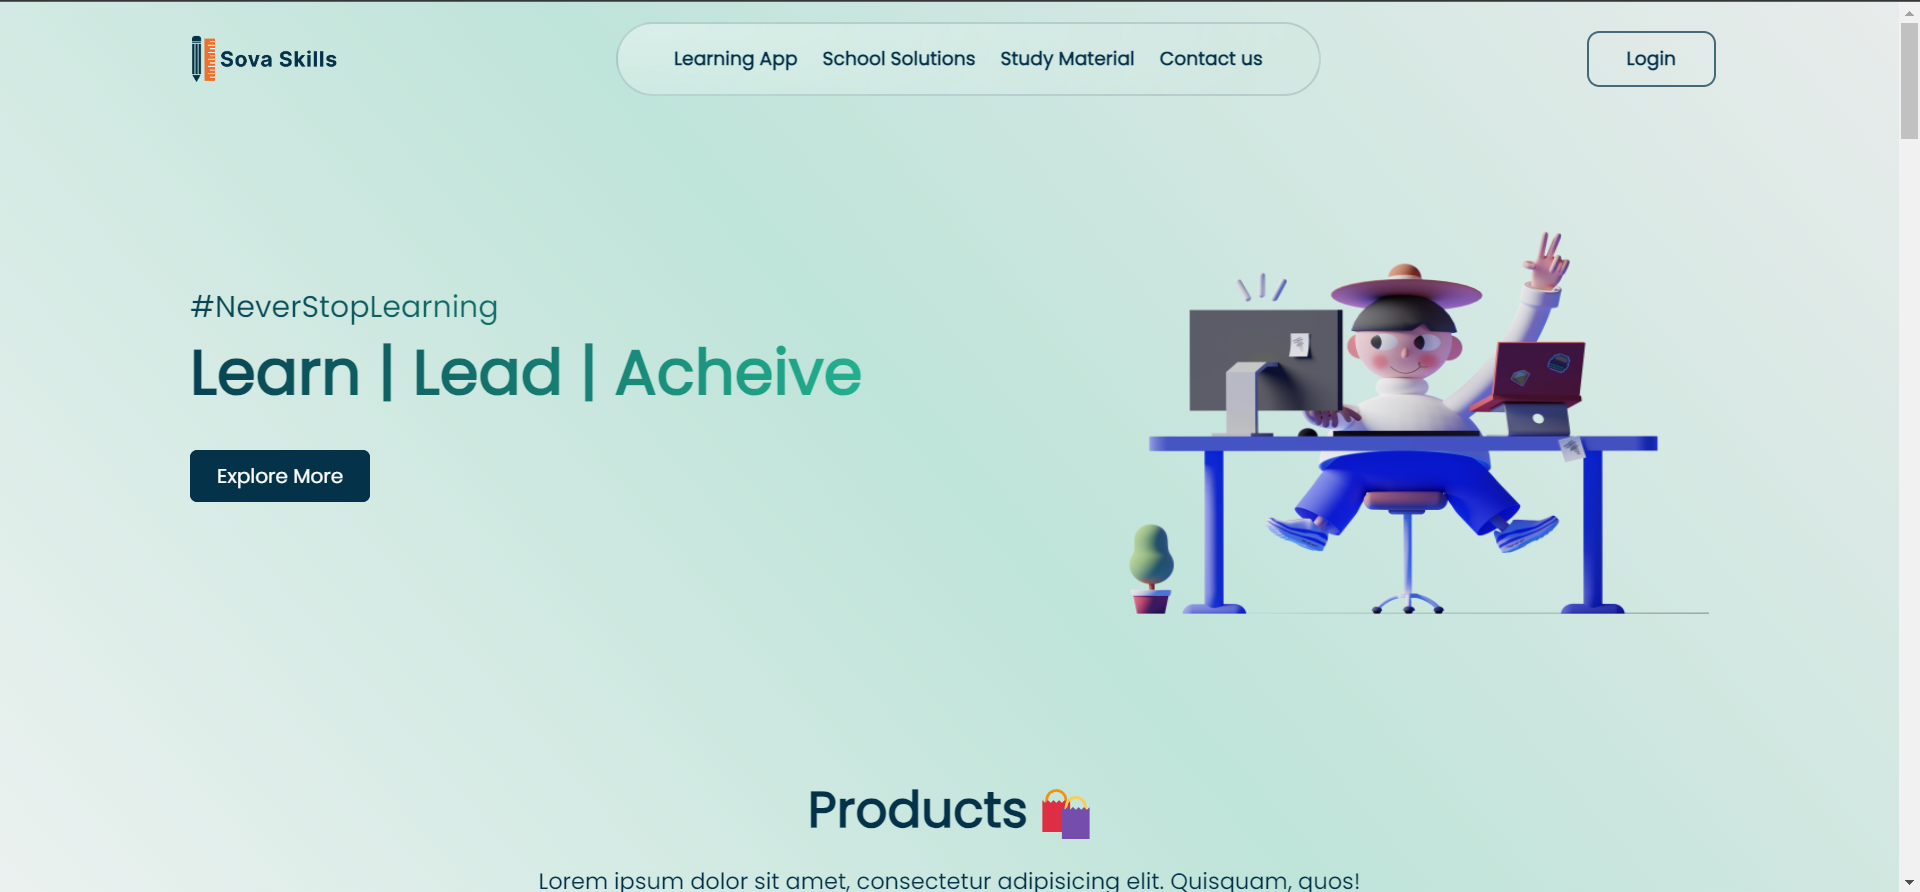 Sova Skills
Learning App School Solutions Study Material Contact us
Login
#NeverStopLearning
Learn | Lead | Acheive
Explore More
Products
Lorem ipsum dolor sit amet, consectetur adipisicing elit. Quisquam, quos!